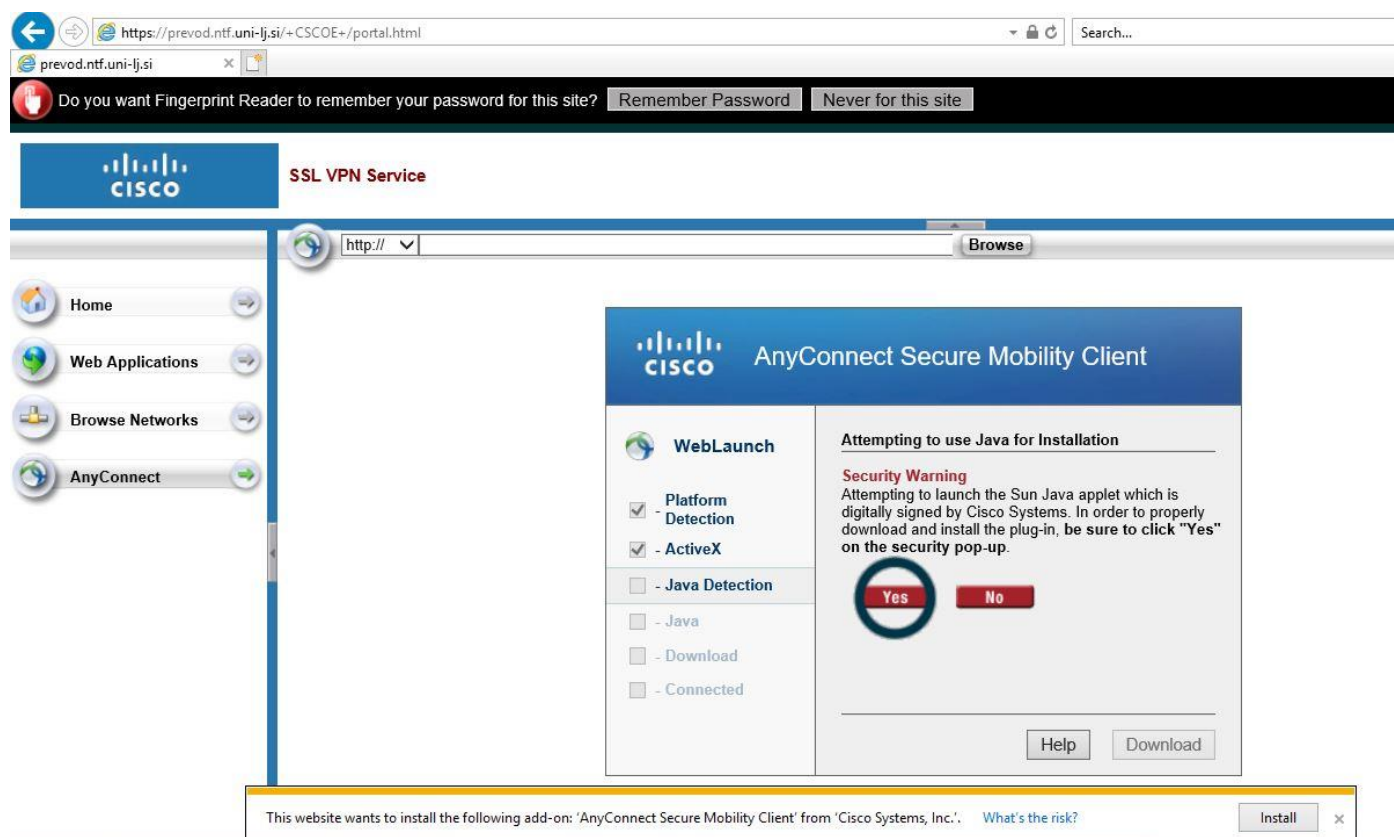 https://prevod.ntf.uni-lj.si/+CSCOE+/portal.html
Search...
prevod.ntf.uni-lj.si
Do you want Fingerprint Reader to remember your password for this site? Remember Password Never for this site
CISCO
SSL VPN Service
http://
Browse
Home
Web Applications
Browse Networks
AnyConnect
CISCO
AnyConnect Secure Mobility Client
WebLaunch
- Platform
Detection
- ActiveX
- Java Detection
- Java
- Download
- Connected
Attempting to use Java for Installation
Security Warning
Attempting to launch the Sun Java applet which is
digitally signed by Cisco Systems. In order to properly
download and install the plug-in, be sure to click "Yes"
on the security pop-up.
Yes No
Help Download
This website wants to install the following add-on: 'AnyConnect Secure Mobility Client' from 'Cisco Systems, Inc.'. What's the risk? Install